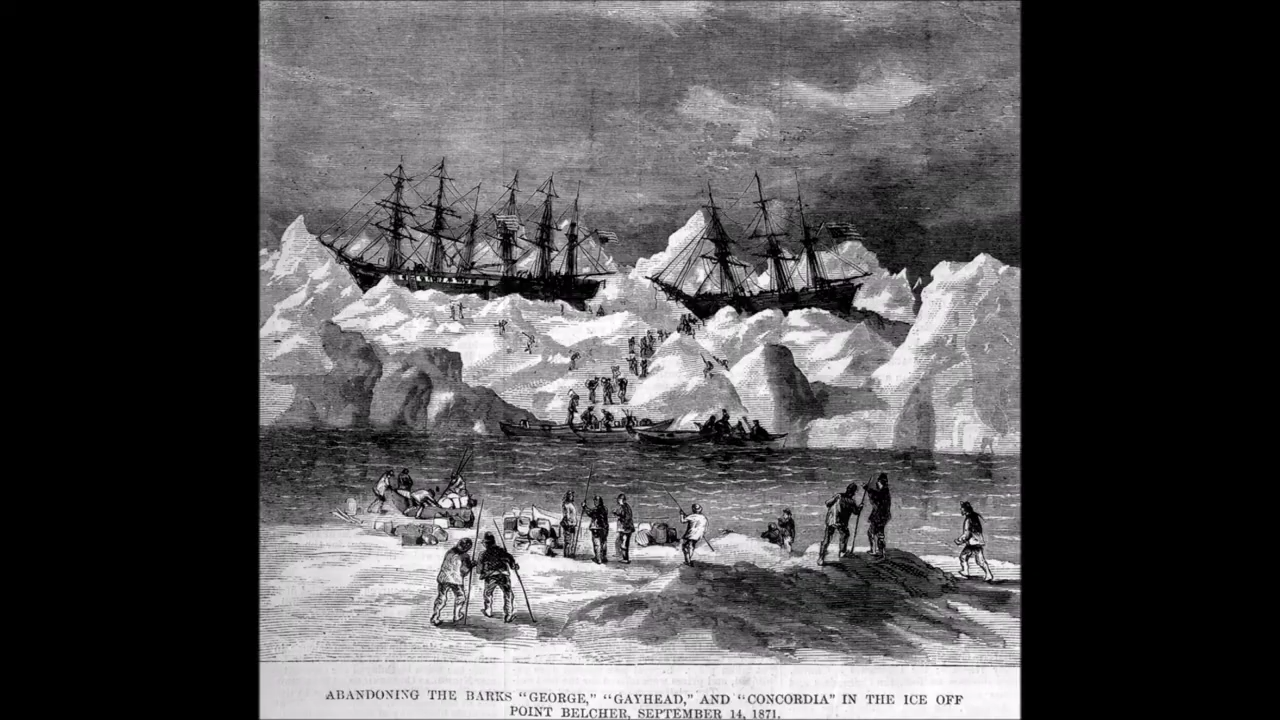 ABANDONING THE BARKS "GEORGE," "GAYHEAD," AND "CONCORDIA" IN THE ICE OFF
POINT BELCHER, SEPTEMBER 14, 1871.